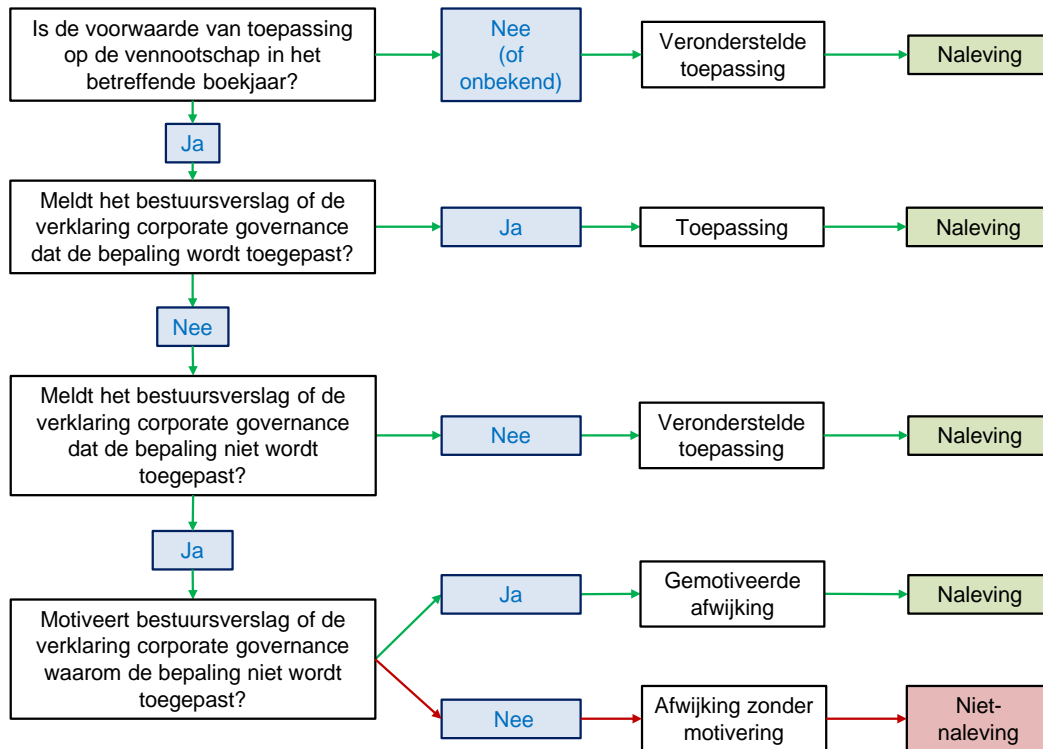 Is de voorwaarde van toepassing
op de vennootschap in het
betreffende boekjaar?
Nee
(of
onbekend)
Veronderstelde
toepassing
Naleving
Ja
Meldt het bestuursverslag of de
verklaring corporate governance
dat de bepaling wordt toegepast?
Ja
Toepassing
Naleving
Nee
Meldt het bestuursverslag of de
verklaring corporate governance
dat de bepaling niet wordt
toegepast?
Nee
Veronderstelde
toepassing
Naleving
Ja
Motiveert bestuursverslag of de
verklaring corporate governance
waarom de bepaling niet wordt
toegepast?
Ja
Gemotiveerde
afwijking
Naleving
Nee
Afwijking zonder
motivering
Niet-
naleving